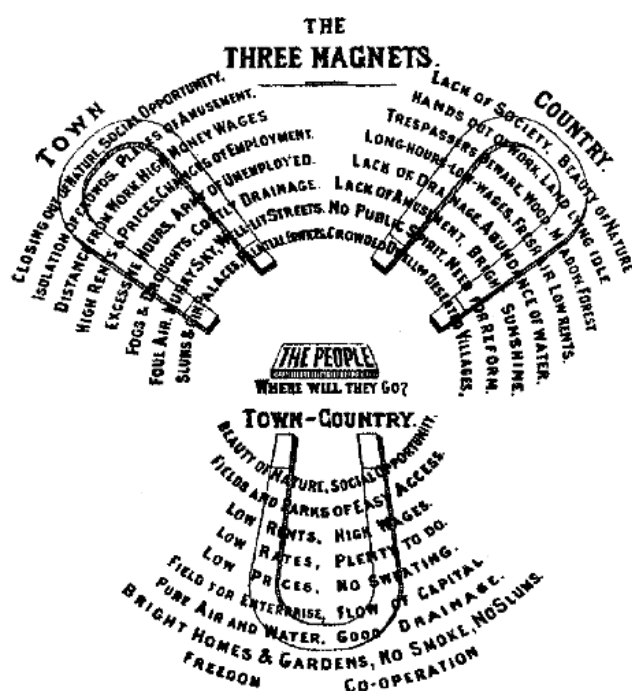 THE
THREE MAGNETS.
TOWN
CLOSING OUT OF NATURE. SOCIAL OPPORTUNITY.
ISOLATION OF CROWDS. PLACES OF AMUSEMENT.
DISTANCE FROM WORK. HIGH MONEY WAGES
HIGH RENTS & PRICES. CHANCES OF EMPLOYMENT.
EXCESSIVE HOURS. ARMY OF UNEMPLOYED.
FOGS & DROUGHTS. COSTLY DRAINAGE.
FOUL AIR. MURKY SKY. WELL-LIT STREETS.
SLUMS & GIN PALACES. PALATIAL EDIFICES.
COUNTRY.
LACK OF SOCIETY. BEAUTY OF NATURE
HANDS OUT OF WORK, LAND LYING IDLE
TRESPASSERS BEWARE. WOOD, MEADOW, FOREST
LONG HOURS-LOW WAGES. FRESH AIR LOW RENTS.
LACK OF DRAINAGE. ABUNDANCE OF WATER.
LACK OF AMUSEMENT. BRIGHT SUNSHINE.
NO PUBLIC SPIRIT. NEED FOR REFORM.
CROWDED DWELLINGS DESERTED VILLAGES.
THE PEOPLE
WHERE WILL THEY GO?
TOWN-COUNTRY.
BEAUTY OF NATURE, SOCIAL OPPORTUNITY.
FIELDS AND PARKS OF EASY ACCESS.
LOW RENTS, HIGH WAGES.
LOW RATES, PLENTY TO DO.
LOW PRICES, NO SWEATING.
FIELD FOR ENTERPRISE, FLOW OF CAPITAL
PURE AIR AND WATER. GOOD DRAINAGE.
BRIGHT HOMES & GARDENS, NO SMOKE, NO SLUMS.
FREEDOM CO-OPERATION